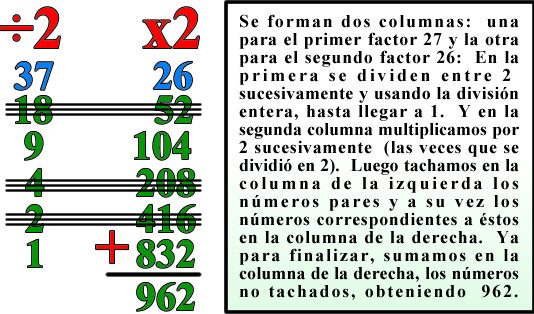 ÷2 x2
37 26
18 52
9 104
4 208
2 416
1 + 832
962
Se forman dos columnas: una
para el primer factor 27 y la otra
para el segundo factor 26: En la
primera se dividen entre 2
sucesivamente y usando la división
entera, hasta llegar a 1. Y en la
segunda columna multiplicamos por
2 sucesivamente (las veces que se
dividió en 2). Luego tachamos en la
columna de la izquierda los
números pares y a su vez los
números correspondientes a éstos
en la columna de la derecha. Ya
para finalizar, sumamos en la
columna de la derecha, los números
no tachados, obteniendo 962.